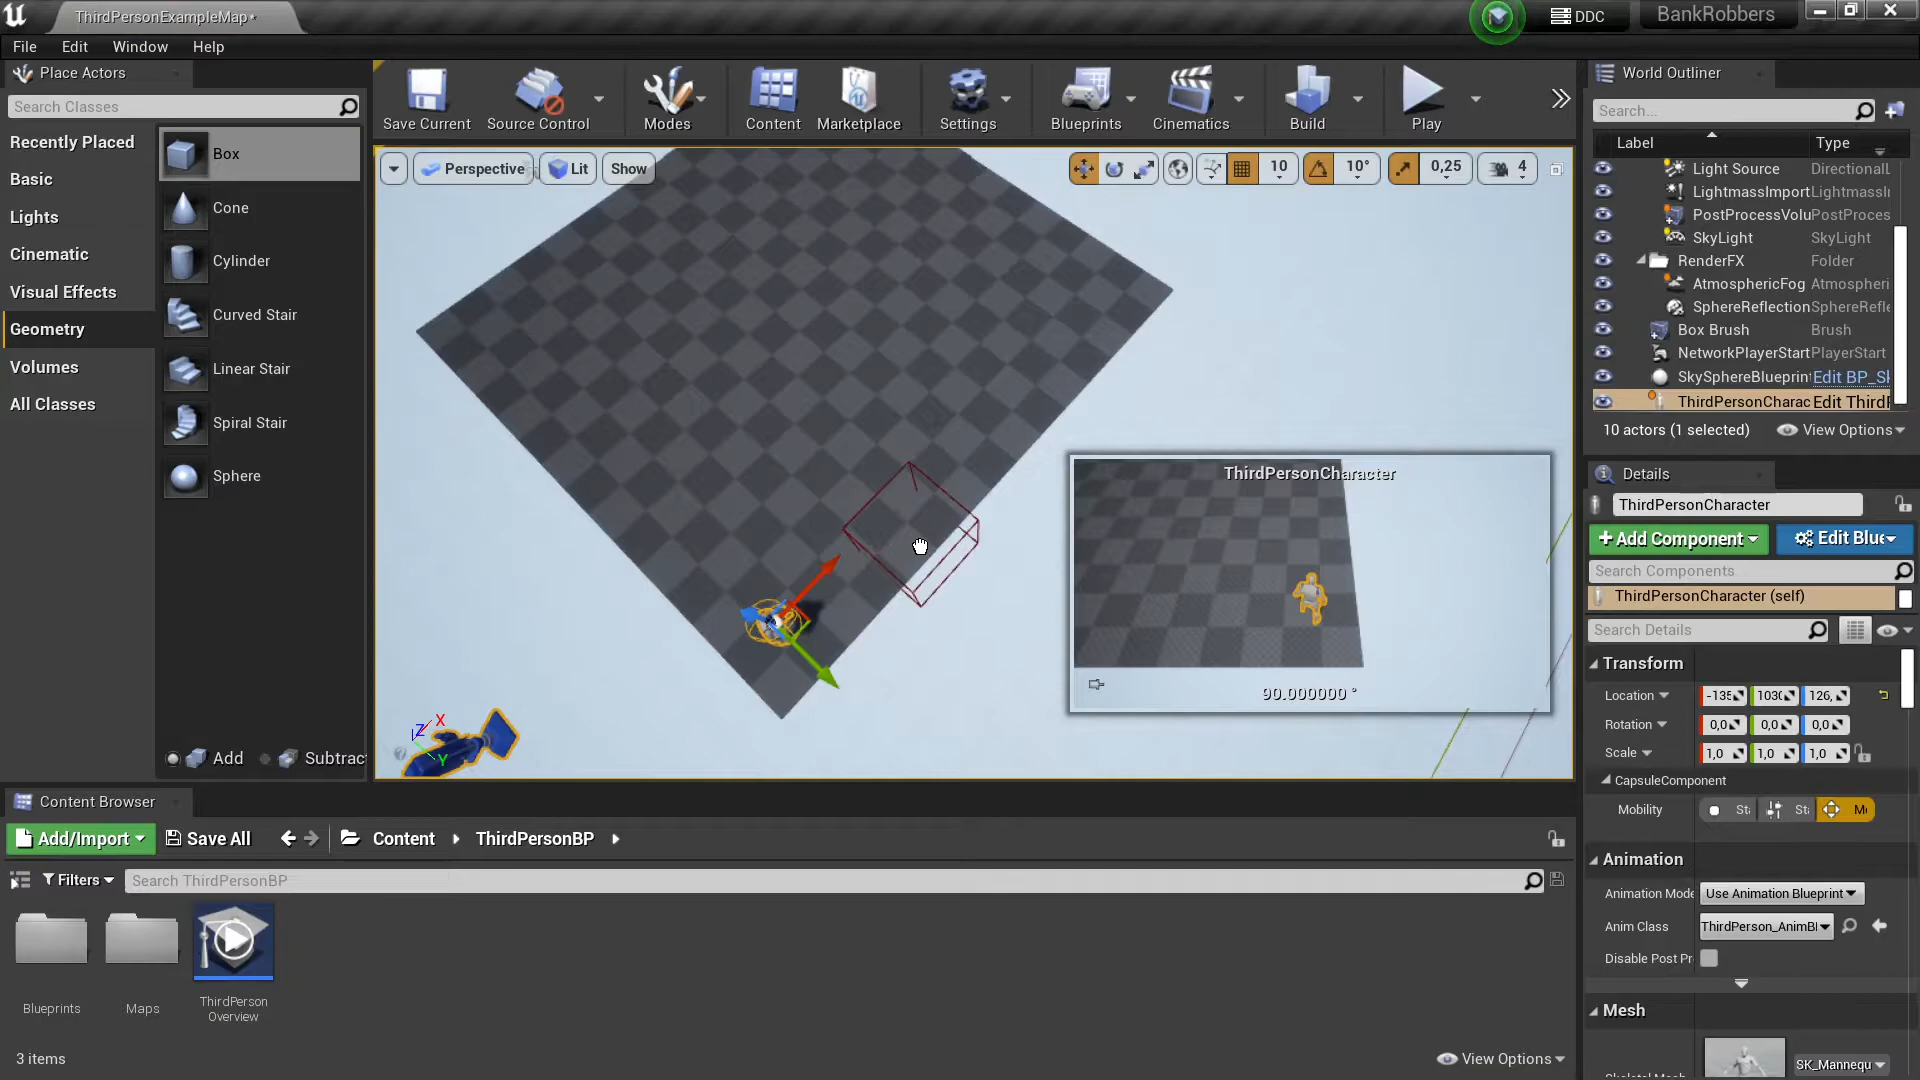 ThirdPersonExampleMap*
DDC
BankRobbers
File Edit Window Help
Place Actors
Search Classes
Recently Placed
Basic
Lights
Cinematic
Visual Effects
Geometry
Volumes
All Classes
Box
Cone
Cylinder
Curved Stair
Linear Stair
Spiral Stair
Sphere
Add Subtrac
Save Current Source Control Modes Content Marketplace Settings Blueprints Cinematics Build Play
Perspective Lit Show
10 10° 0,25 4
ThirdPersonCharacter
90.000000 °
X
Z
Y
World Outliner
Search...
Label Type
Light Source DirectionalL
LightmassImport LightmassI
PostProcessVolu PostProces
SkyLight SkyLight
RenderFX Folder
AtmosphericFog Atmospheri
SphereReflection SphereRefle
Box Brush Brush
NetworkPlayerStart PlayerStart
SkySphereBlueprin Edit BP_Sk
ThirdPersonCharac Edit Third
10 actors (1 selected) View Options
Details
ThirdPersonCharacter
Add Component Edit Blue
Search Components
ThirdPersonCharacter (self)
Search Details
Transform
Location -135 1030 126,
Rotation 0,0 0,0 0,0
Scale 1,0 1,0 1,0
CapsuleComponent
Mobility St St M
Animation
Animation Mode Use Animation Blueprint
Anim Class ThirdPerson_AnimB
Disable Post Pr
Mesh
SK_Mannequ
Content Browser
Add/Import Save All Content ThirdPersonBP
Filters Search ThirdPersonBP
Blueprints
Maps
ThirdPerson
Overview
3 items
View Options